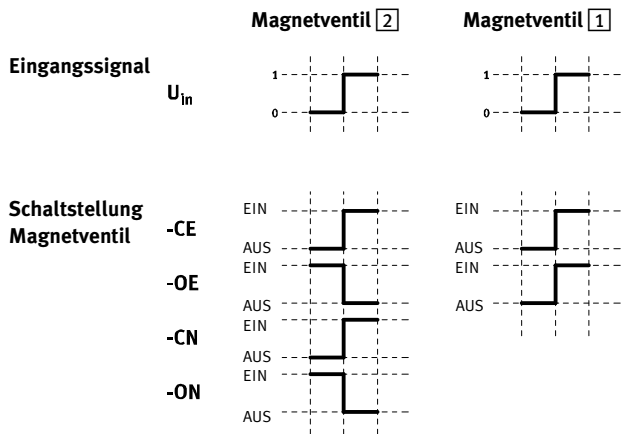 Magnetventil 2 Magnetventil 1
Eingangssignal
Uin
1 1
0 0
Schaltstellung
Magnetventil
-CE
EIN EIN
AUS AUS
-OE
EIN EIN
AUS AUS
-CN
EIN
AUS
-ON
EIN
AUS